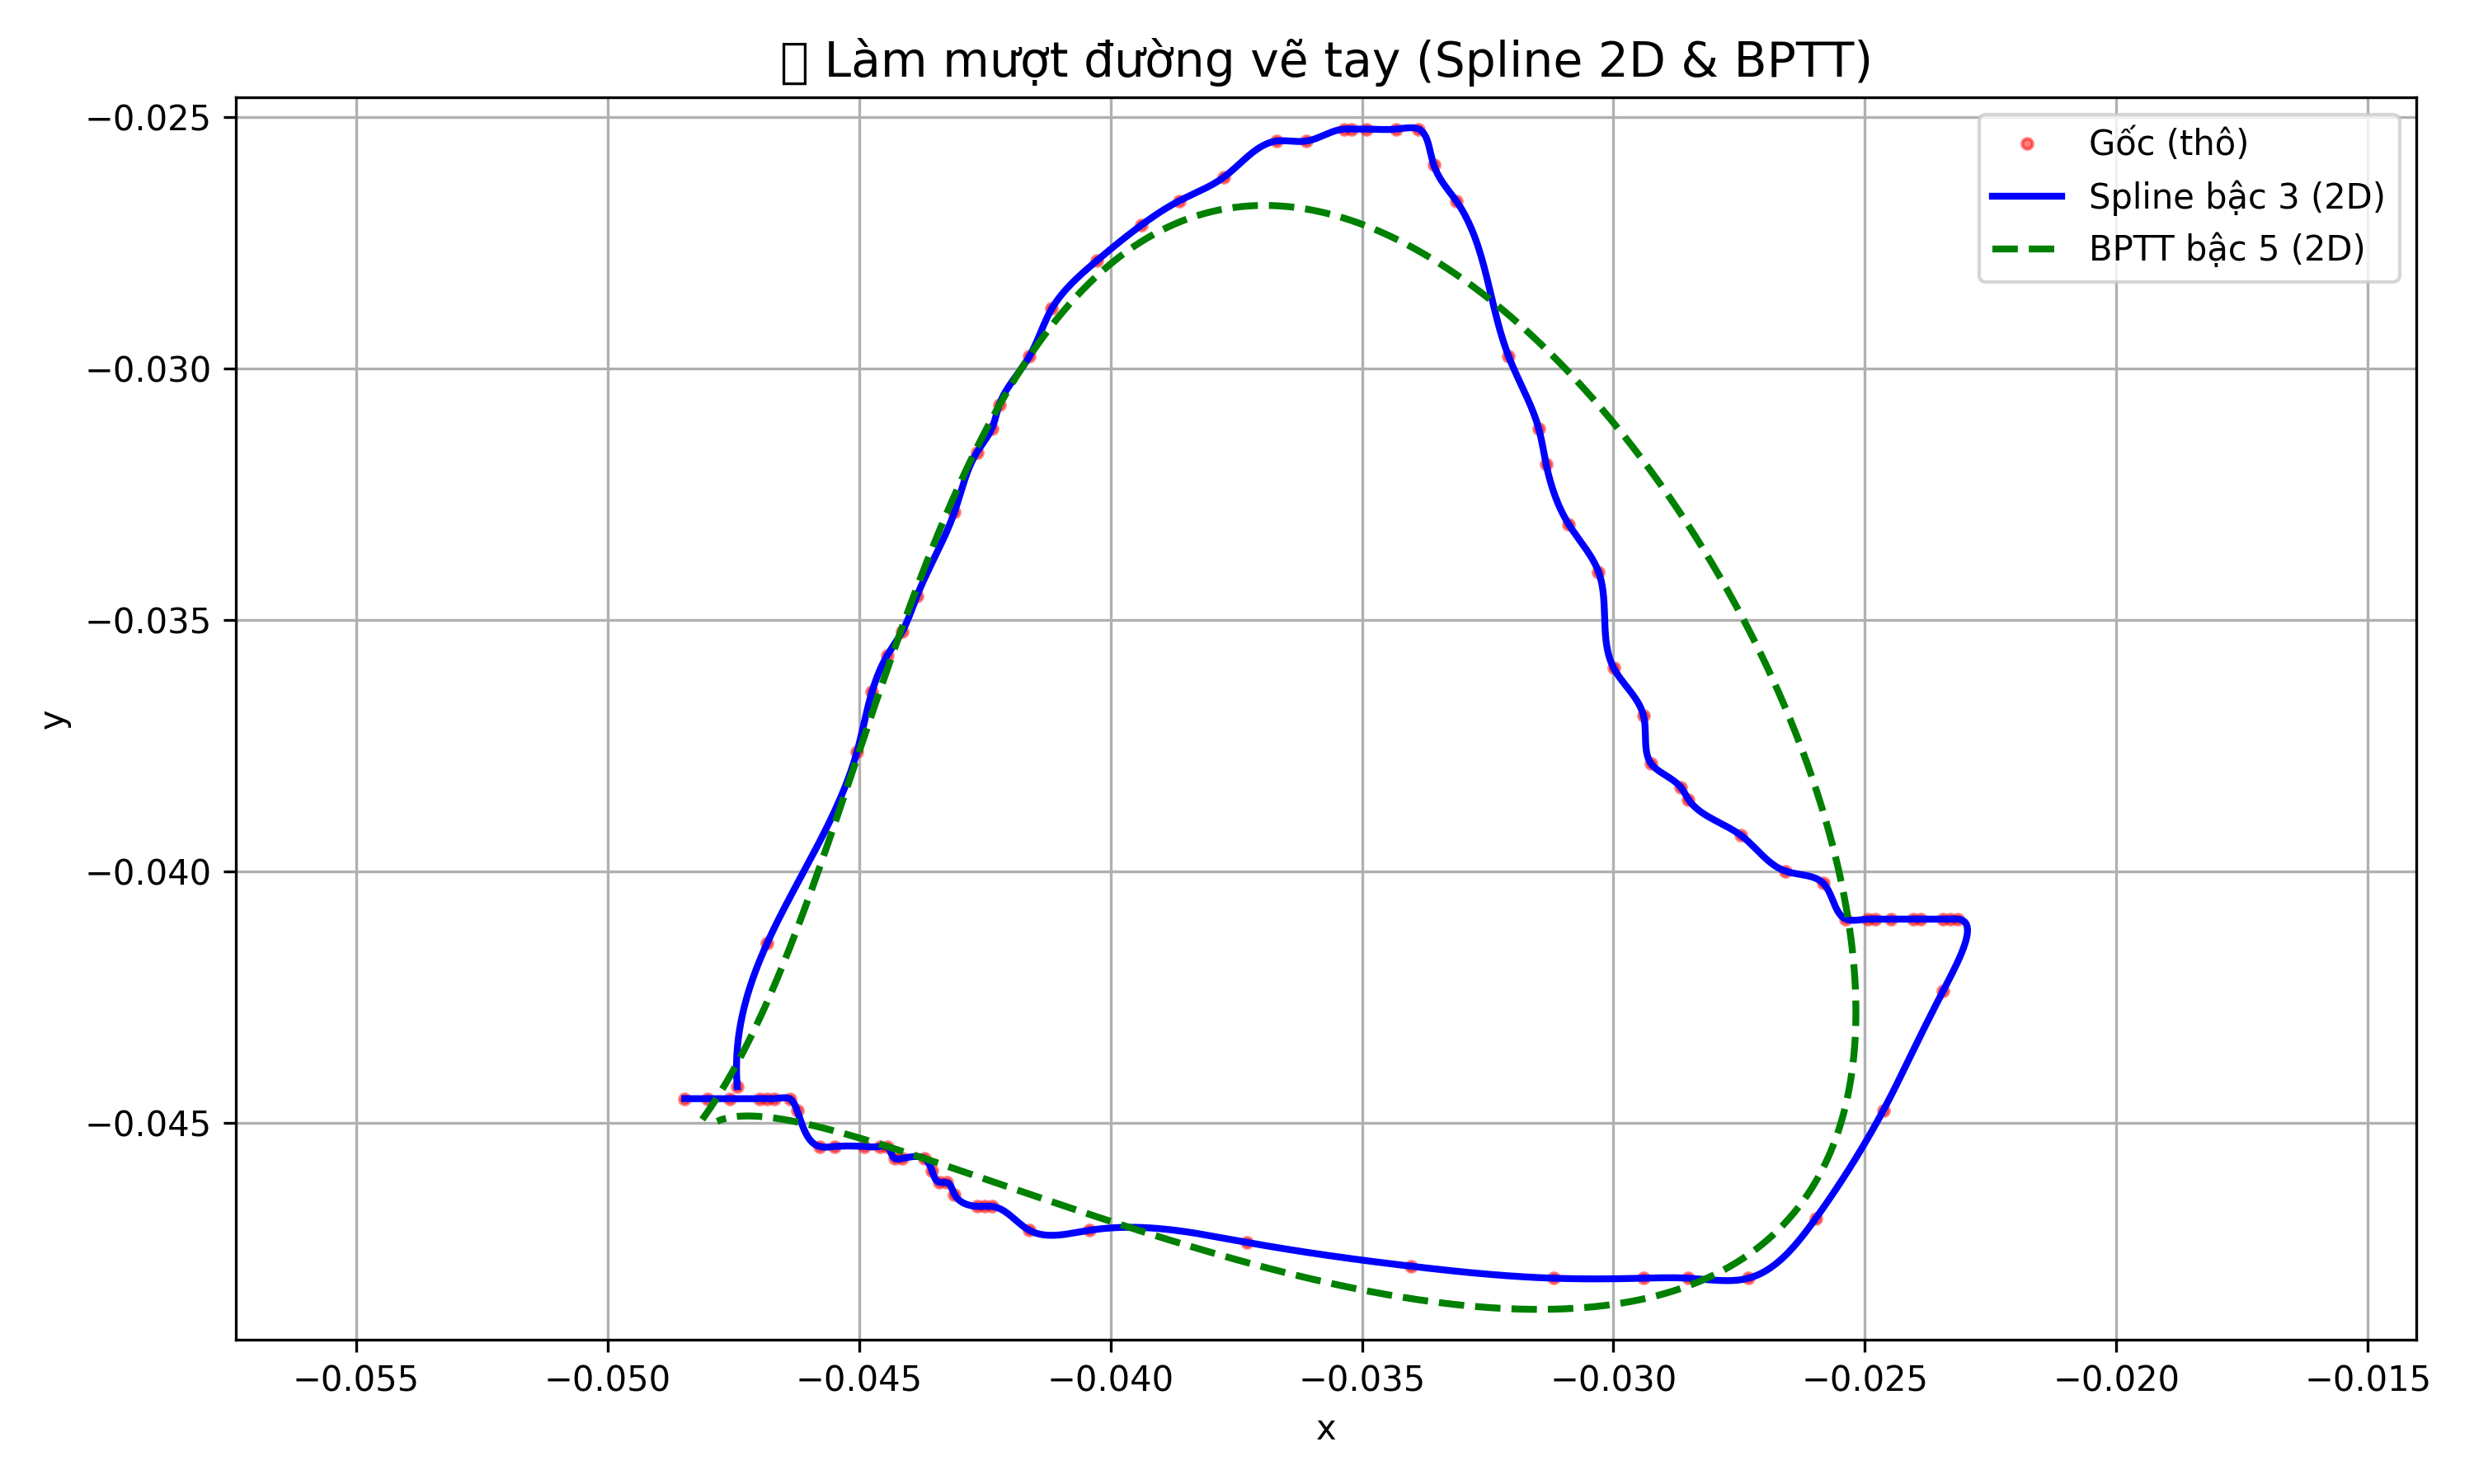 Làm mượt đường vẽ tay (Spline 2D & BPTT)
Gốc (thô)
Spline bậc 3 (2D)
BPTT bậc 5 (2D)
−0.025
−0.030
−0.035
−0.040
−0.045
y
−0.055 −0.050 −0.045 −0.040 −0.035 −0.030 −0.025 −0.020 −0.015
x